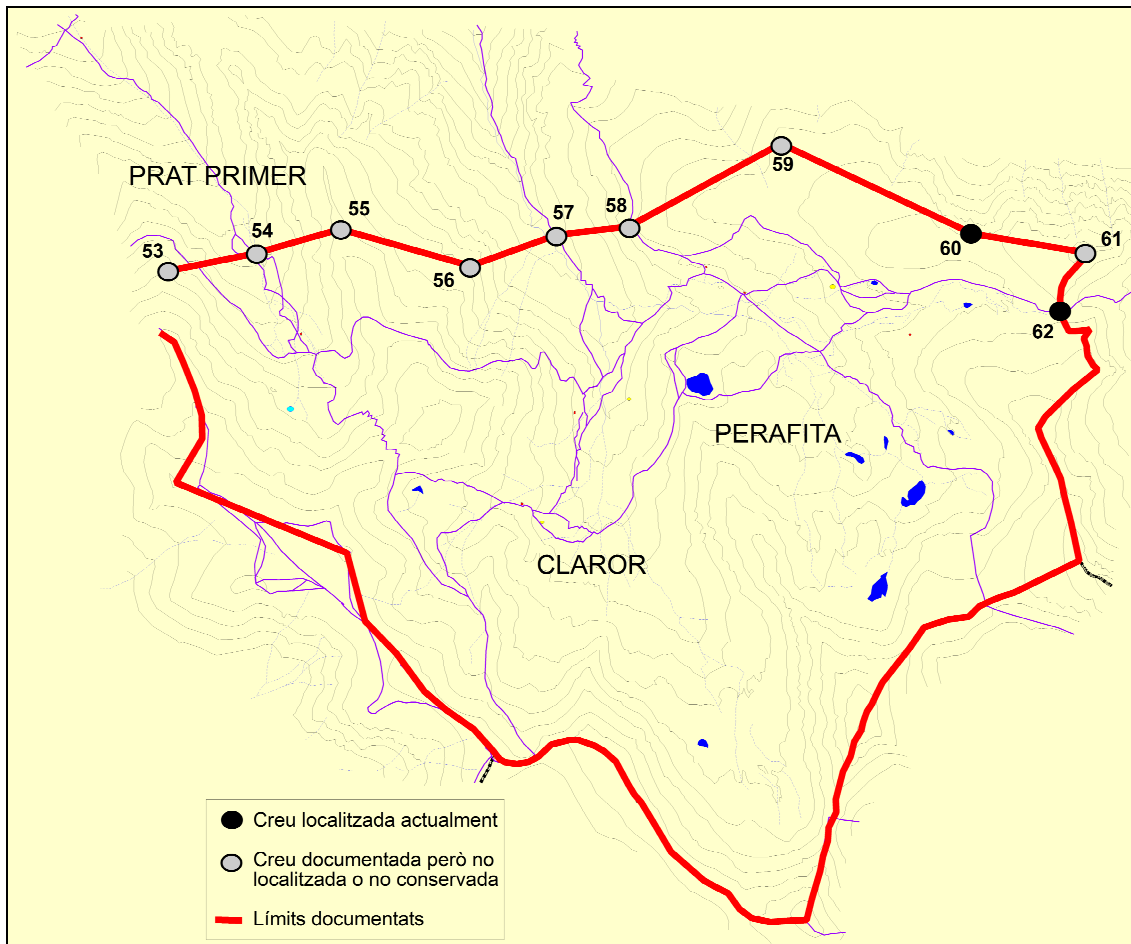 59
PRAT PRIMER
55
58
57
54
60
61
53
56
62
PERAFITA
CLAROR
Creu localitzada actualment
Creu documentada però no
localitzada o no conservada
Límits documentats